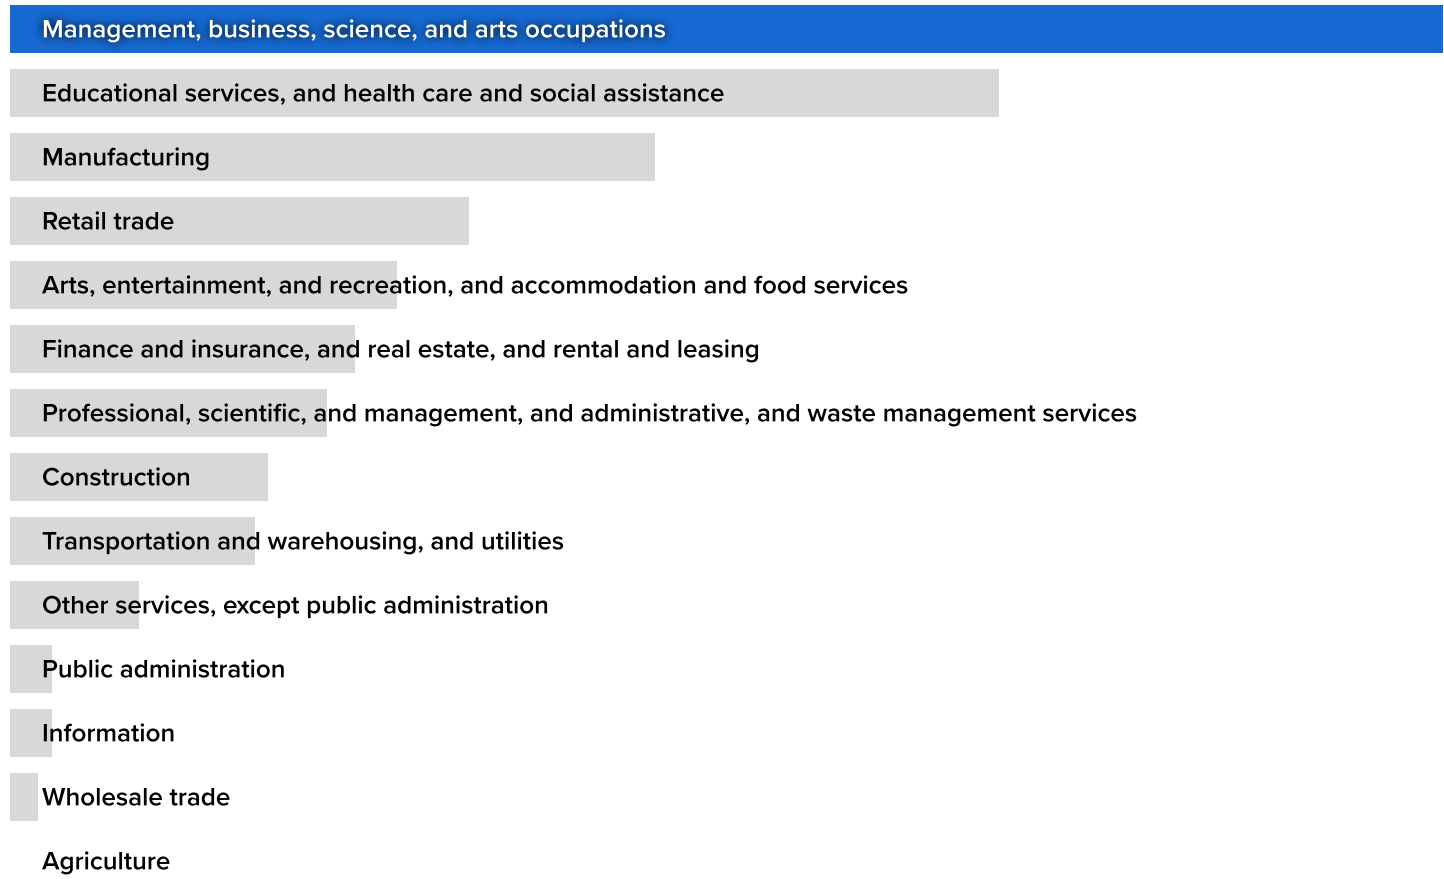 Management, business, science, and arts occupations
Educational services, and health care and social assistance
Manufacturing
Retail trade
Arts, entertainment, and recreation, and accommodation and food services
Finance and insurance, and real estate, and rental and leasing
Professional, scientific, and management, and administrative, and waste management services
Construction
Transportation and warehousing, and utilities
Other services, except public administration
Public administration
Information
Wholesale trade
Agriculture